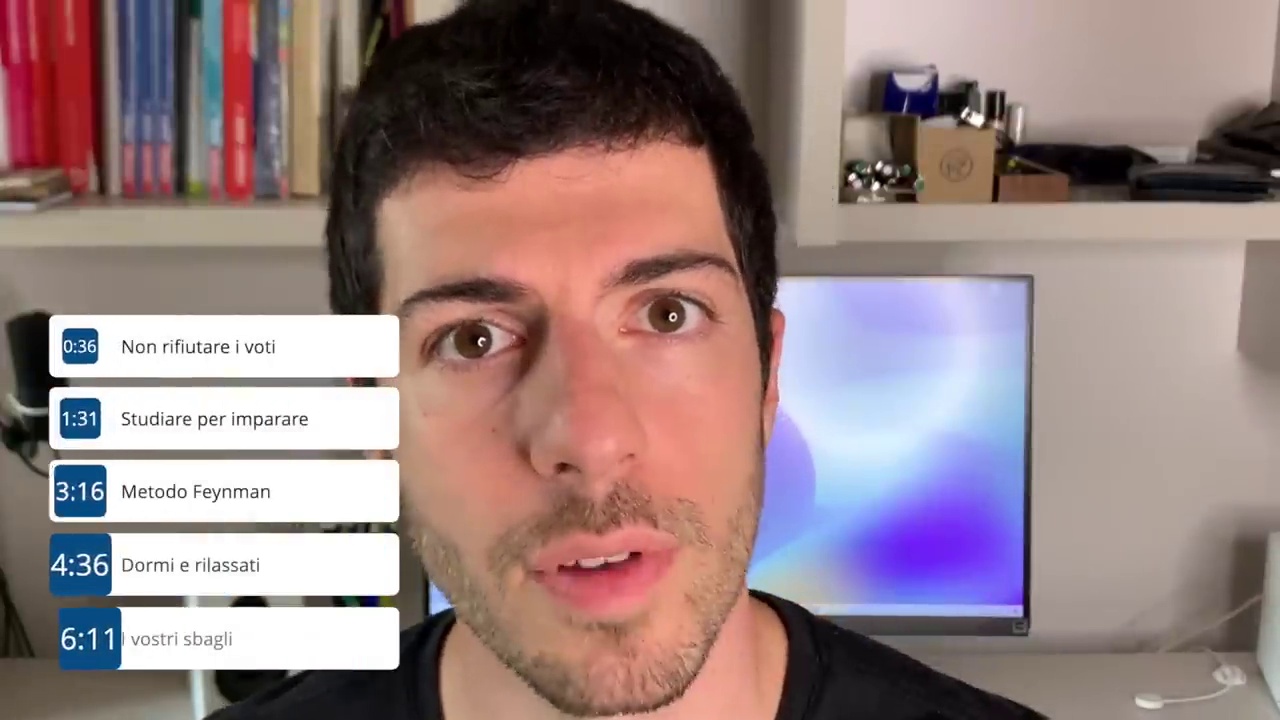 0:36 Non rifiutare i voti
1:31 Studiare per imparare
3:16 Metodo Feynman
4:36 Dormi e rilassati
6:11 I vostri sbagli